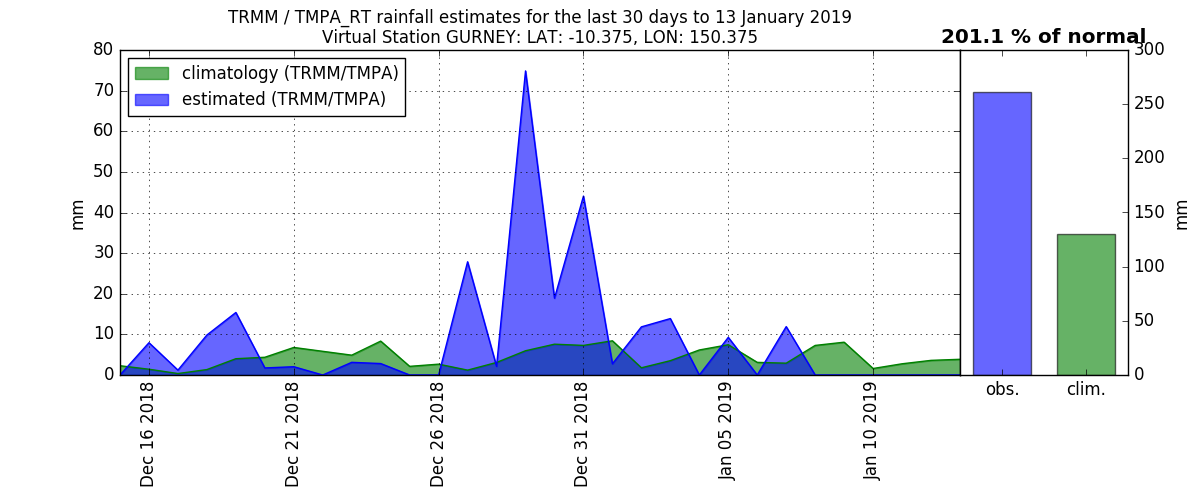 TRMM / TMPA_RT rainfall estimates for the last 30 days to 13 January 2019
Virtual Station GURNEY: LAT: -10.375, LON: 150.375
201.1 % of normal
climatology (TRMM/TMPA)
estimated (TRMM/TMPA)
80
70
60
50
40
30
20
10
0
mm
Dec 16 2018
Dec 21 2018
Dec 26 2018
Dec 31 2018
Jan 05 2019
Jan 10 2019
300
250
200
150
100
50
0
mm
obs.
clim.